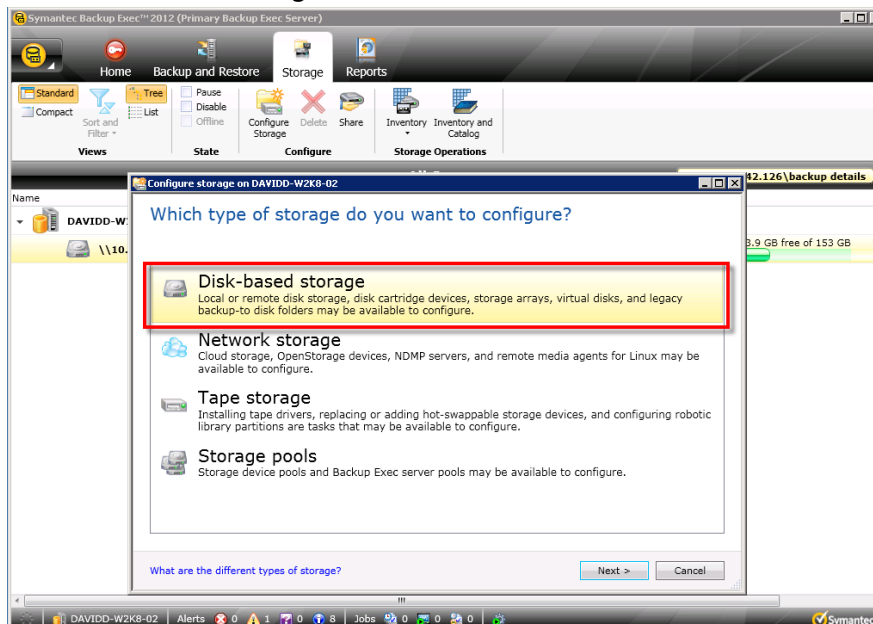 Symantec Backup Exec™ 2012 (Primary Backup Exec Server)
Home Backup and Restore Storage Reports
Standard
Compact
Sort and
Filter
Tree
List
Views
Pause
Disable
Offline
State
Configure
Storage
Delete
Share
Configure
Inventory
Inventory and
Catalog
Storage Operations
42.126\backup details
Name
DAVIDD-W
\\10.
3.9 GB free of 153 GB
Configure storage on DAVIDD-W2K8-02
Which type of storage do you want to configure?
Disk-based storage
Local or remote disk storage, disk cartridge devices, storage arrays, virtual disks, and legacy
backup-to disk folders may be available to configure.
Network storage
Cloud storage, OpenStorage devices, NDMP servers, and remote media agents for Linux may be
available to configure.
Tape storage
Installing tape drivers, replacing or adding hot-swappable storage devices, and configuring robotic
library partitions are tasks that may be available to configure.
Storage pools
Storage device pools and Backup Exec server pools may be available to configure.
What are the different types of storage?
Next >
Cancel
DAVIDD-W2K8-02 Alerts 0 1 0 8 Jobs 0 0 0
Symantec